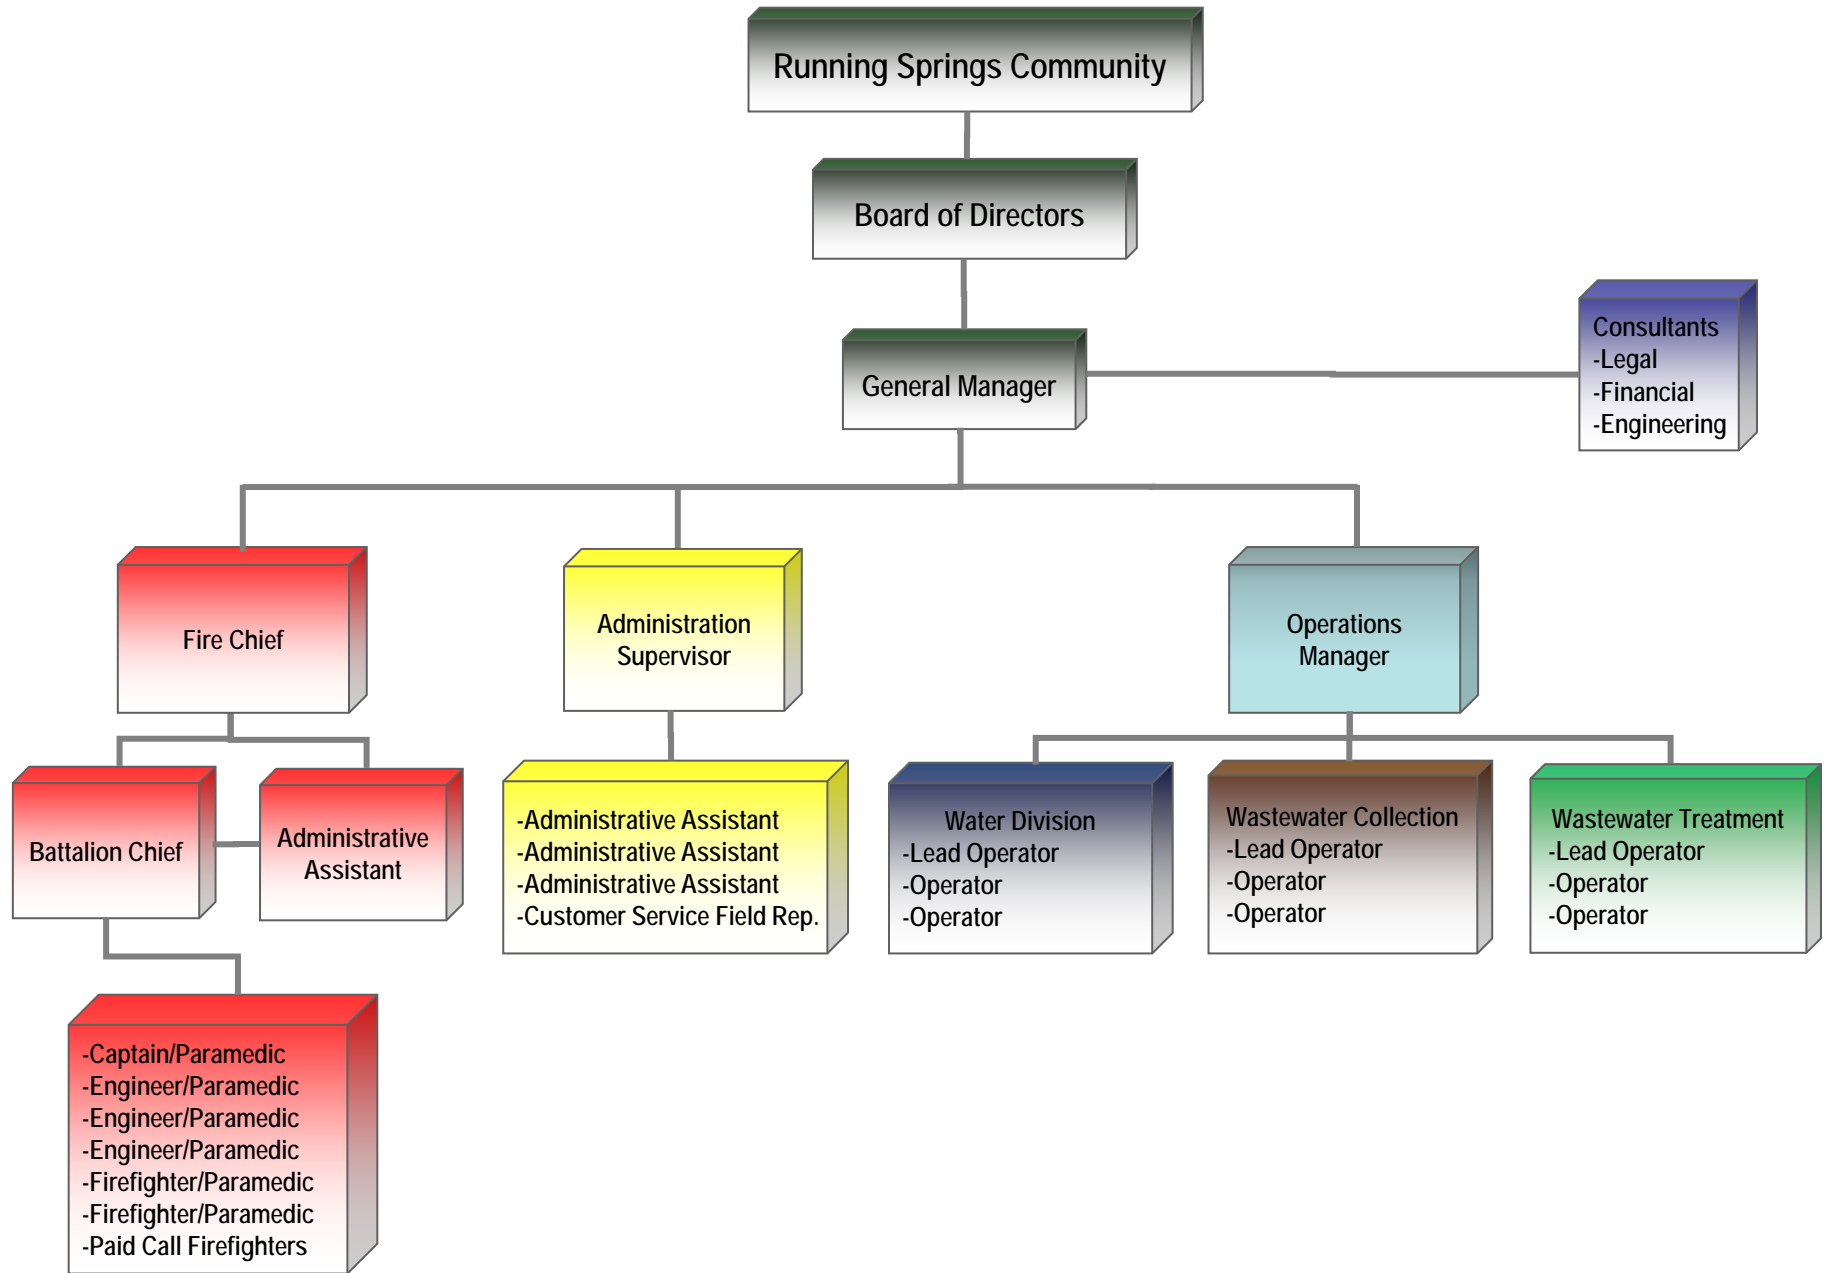 Running Springs Community
Board of Directors
General Manager
Consultants
-Legal
-Financial
-Engineering
Fire Chief
Administration
Supervisor
Operations
Manager
Battalion Chief
Administrative
Assistant
-Administrative Assistant
-Administrative Assistant
-Administrative Assistant
-Customer Service Field Rep.
Water Division
-Lead Operator
-Operator
-Operator
Wastewater Collection
-Lead Operator
-Operator
-Operator
Wastewater Treatment
-Lead Operator
-Operator
-Operator
-Captain/Paramedic
-Engineer/Paramedic
-Engineer/Paramedic
-Engineer/Paramedic
-Firefighter/Paramedic
-Firefighter/Paramedic
-Paid Call Firefighters